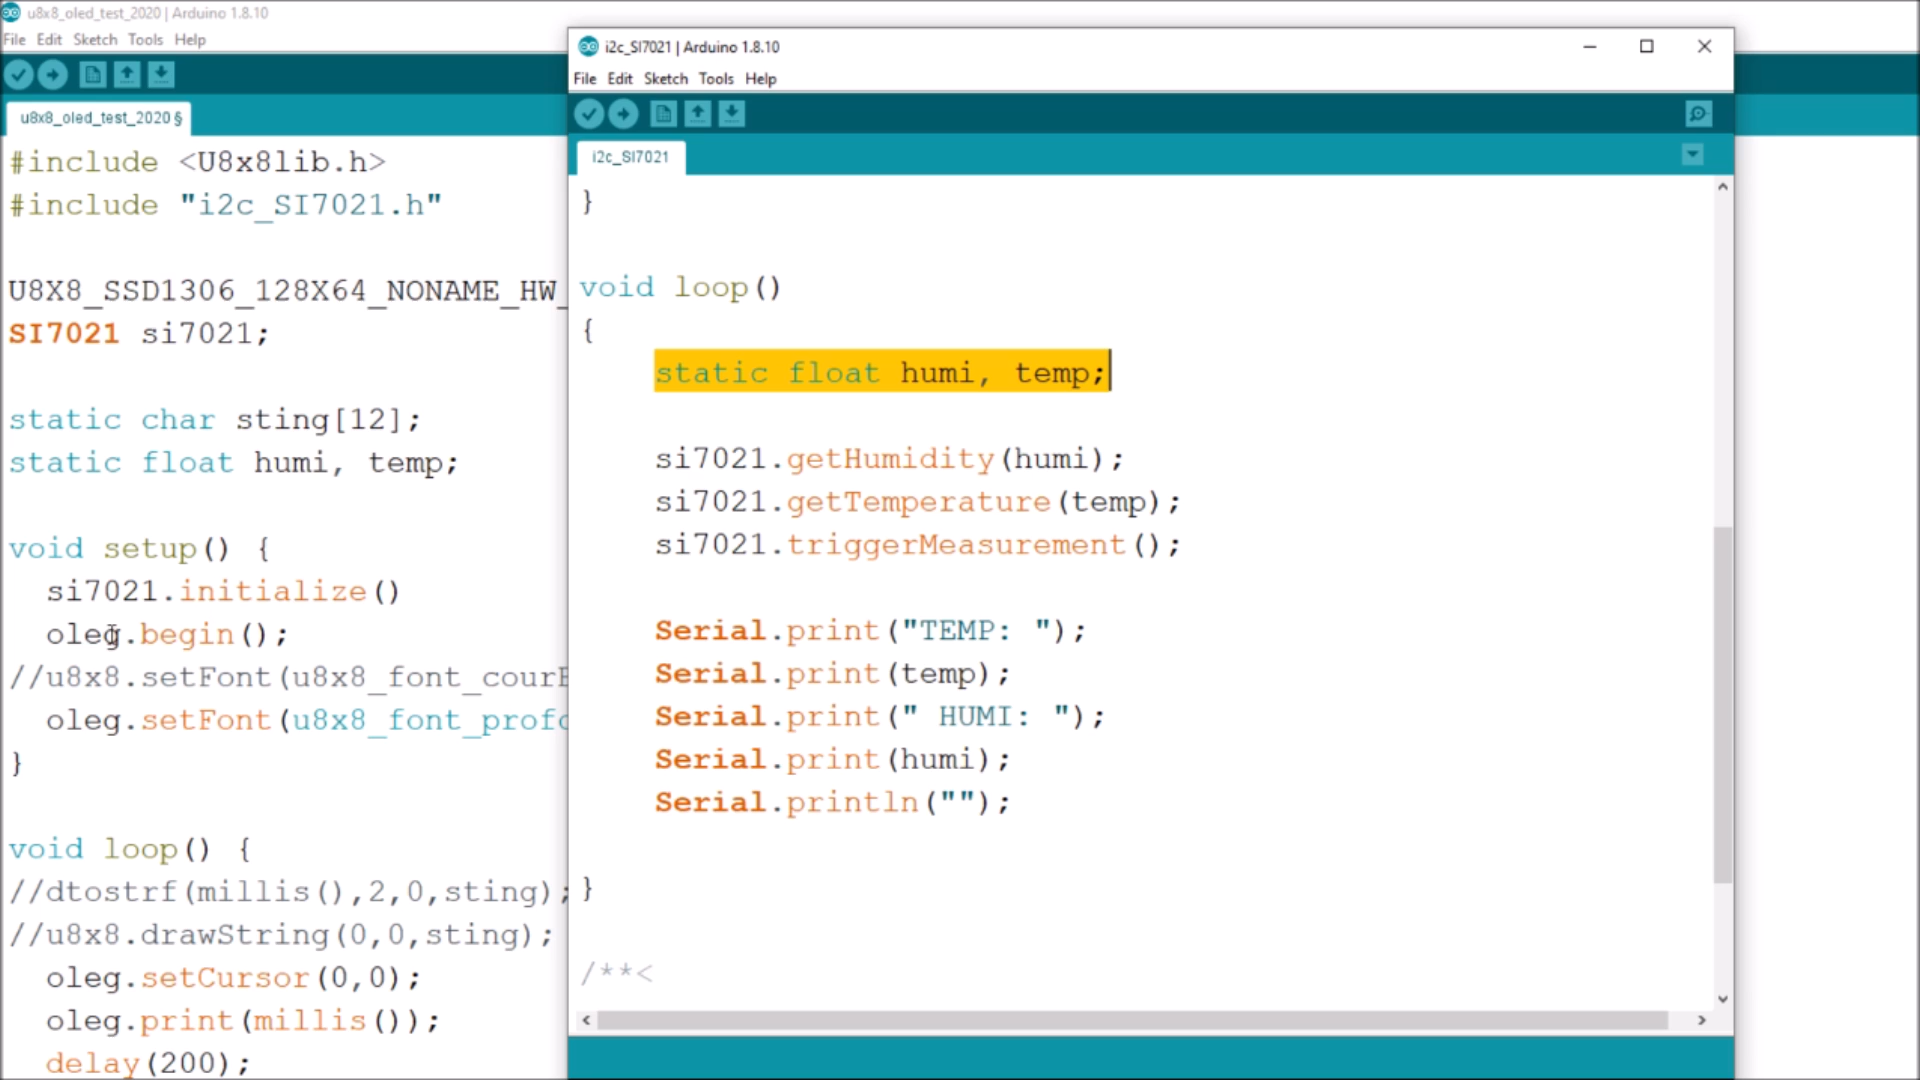 u8x8_oled_test_2020 | Arduino 1.8.10
File Edit Sketch Tools Help
u8x8_oled_test_2020 §
#include <U8x8lib.h>
#include "i2c_SI7021.h"
U8X8_SSD1306_128X64_NONAME_HW_
SI7021 si7021;
static char sting[12];
static float humi, temp;
void setup() {
si7021.initialize()
oleg.begin();
//u8x8.setFont(u8x8_font_cour
oleg.setFont(u8x8_font_prof
}
void loop() {
//dtostrf(millis(),2,0,sting);
//u8x8.drawString(0,0,sting);
oleg.setCursor(0,0);
oleg.print(millis());
delay(200);
i2c_SI7021 | Arduino 1.8.10
File Edit Sketch Tools Help
i2c_SI7021
}
void loop()
{
static float humi, temp;
si7021.getHumidity(humi);
si7021.getTemperature(temp);
si7021.triggerMeasurement();
Serial.print("TEMP: ");
Serial.print(temp);
Serial.print(" HUMI: ");
Serial.print(humi);
Serial.println("");
}
/**<